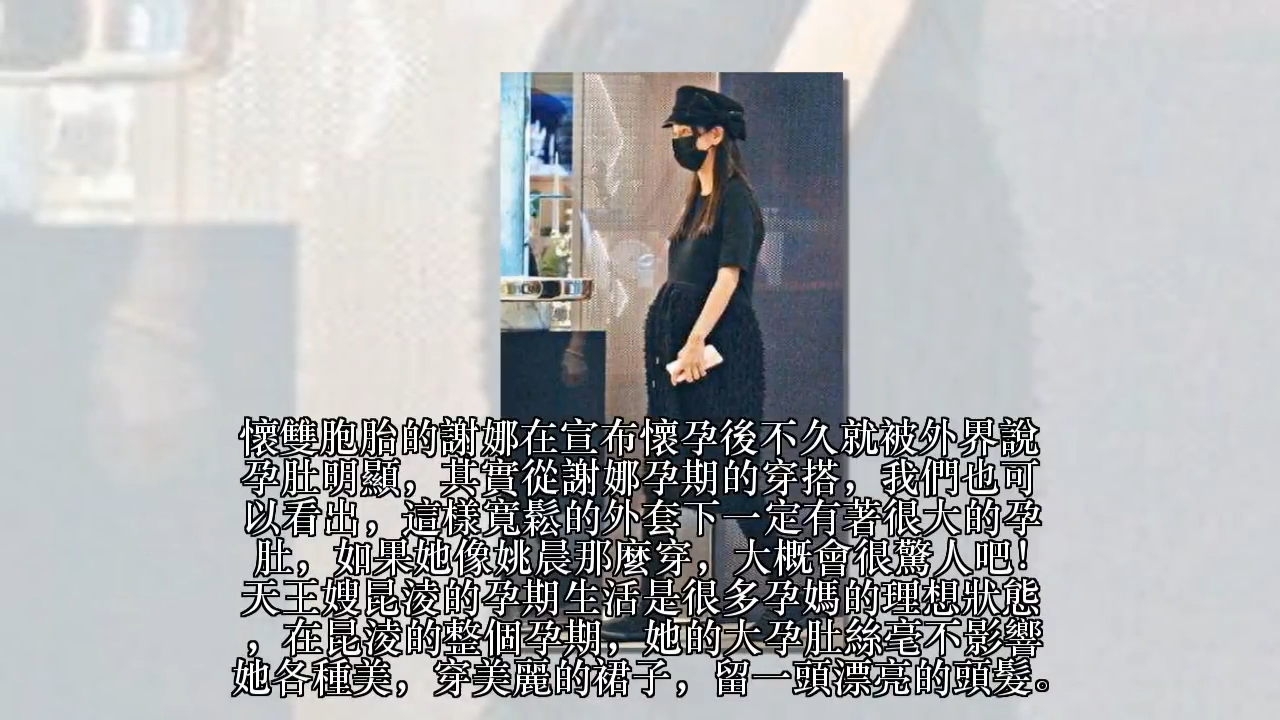 懷雙胞胎的謝娜在宣布懷孕後不久就被外界說
孕肚明顯，其實從謝娜孕期的穿搭，我們也可
以看出，這樣寬鬆的外套下一定有著很大的孕
肚，如果她像姚晨那麼穿，大概會很驚人吧！
天王嫂昆淩的孕期生活是很多孕媽的理想狀態
，在昆淩的整個孕期，她的大孕肚絲毫不影響
她各種美，穿美麗的裙子，留一頭漂亮的頭髮。